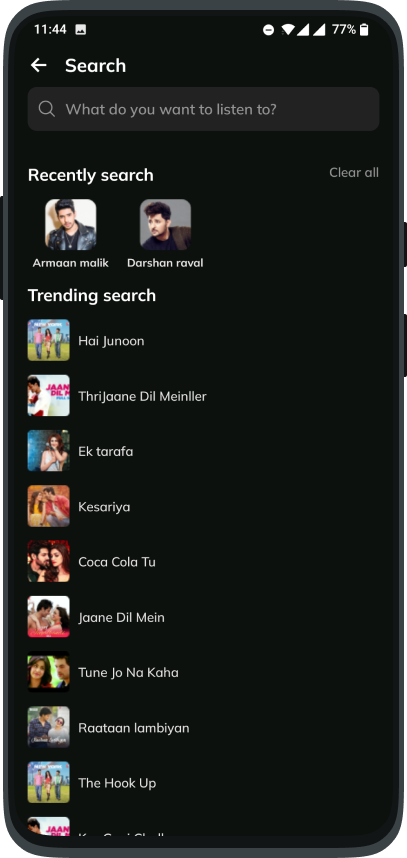 11:44
77%
Search
What do you want to listen to?
Recently search
Clear all
Armaan malik
Darshan raval
Trending search
Hai Junoon
ThriJaane Dil Meinller
Ek tarafa
Kesariya
Coca Cola Tu
Jaane Dil Mein
Tune Jo Na Kaha
Raataan lambiyan
The Hook Up